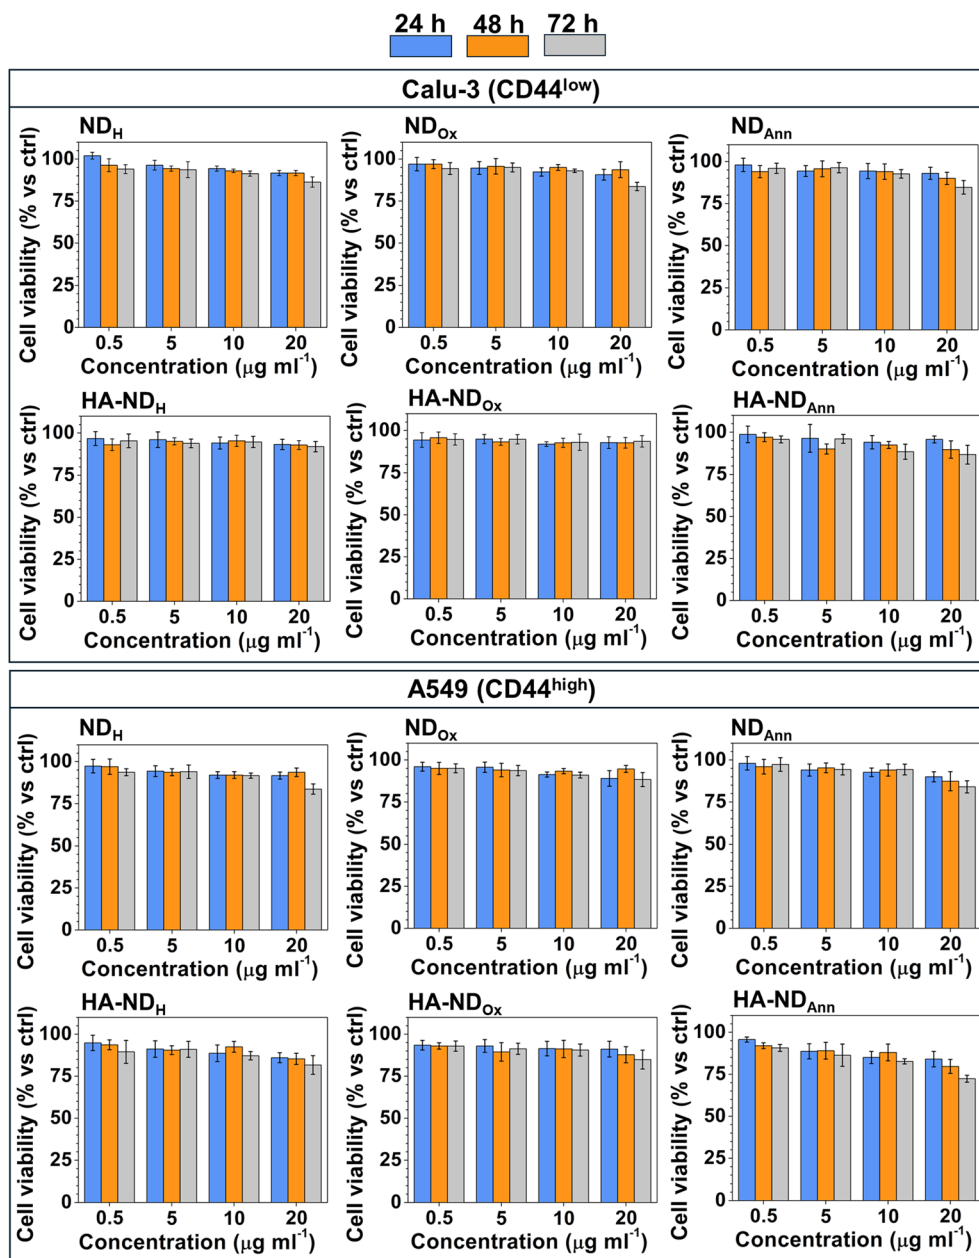 24 h 48 h 72 h
Calu-3 (CD44low)
NDH
NDOx
NDAnn
Cell viability (% vs ctrl)
100
75
50
25
0
0.5 5 10 20
Concentration (μg ml-1)
Cell viability (% vs ctrl)
100
75
50
25
0
0.5 5 10 20
Concentration (μg ml-1)
Cell viability (% vs ctrl)
100
75
50
25
0
0.5 5 10 20
Concentration (μg ml-1)
HA-NDH
HA-NDOx
HA-NDAnn
Cell viability (% vs ctrl)
100
75
50
25
0
0.5 5 10 20
Concentration (μg ml-1)
Cell viability (% vs ctrl)
100
75
50
25
0
0.5 5 10 20
Concentration (μg ml-1)
Cell viability (% vs ctrl)
100
75
50
25
0
0.5 5 10 20
Concentration (μg ml-1)
A549 (CD44high)
NDH
NDOx
NDAnn
Cell viability (% vs ctrl)
100
75
50
25
0
0.5 5 10 20
Concentration (μg ml-1)
Cell viability (% vs ctrl)
100
75
50
25
0
0.5 5 10 20
Concentration (μg ml-1)
Cell viability (% vs ctrl)
100
75
50
25
0
0.5 5 10 20
Concentration (μg ml-1)
HA-NDH
HA-NDOx
HA-NDAnn
Cell viability (% vs ctrl)
100
75
50
25
0
0.5 5 10 20
Concentration (μg ml-1)
Cell viability (% vs ctrl)
100
75
50
25
0
0.5 5 10 20
Concentration (μg ml-1)
Cell viability (% vs ctrl)
100
75
50
25
0
0.5 5 10 20
Concentration (μg ml-1)